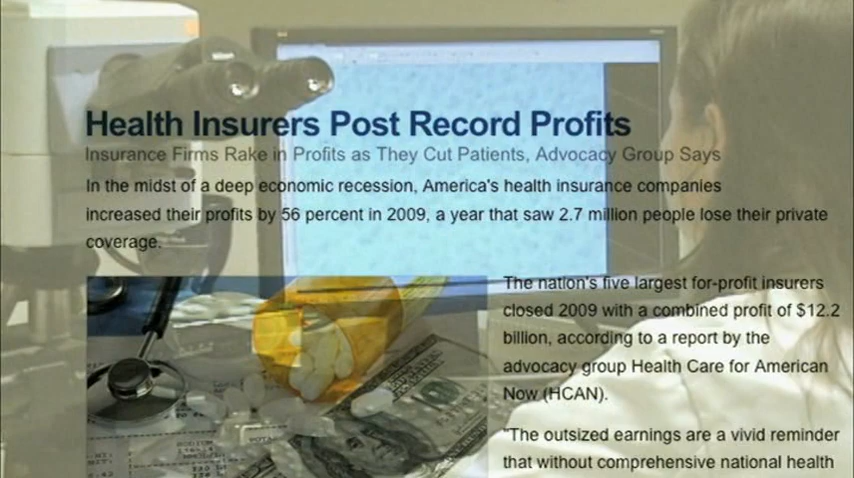 Health Insurers Post Record Profits
Insurance Firms Rake in Profits as They Cut Patients, Advocacy Group Says
In the midst of a deep economic recession, America's health insurance companies
increased their profits by 56 percent in 2009, a year that saw 2.7 million people lose their private
coverage.
The nation's five largest for-profit insurers
closed 2009 with a combined profit of $12.2
billion, according to a report by the
advocacy group Health Care for American
Now (HCAN).
"The outsized earnings are a vivid reminder
that without comprehensive national health
100